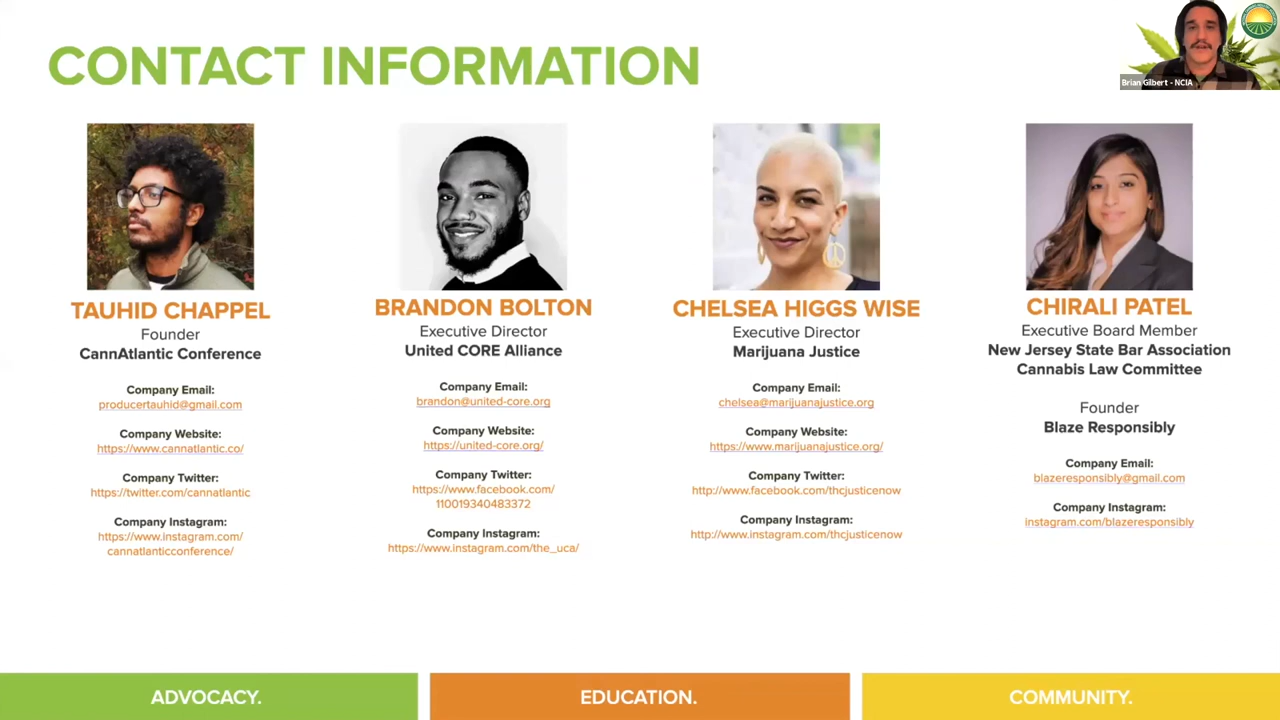 CONTACT INFORMATION
Brian Gilbert - NCIA
TAUHID CHAPPEL
Founder
CannAtlantic Conference
Company Email:
producertauhid@gmail.com
Company Website:
https://www.cannatlantic.co/
Company Twitter:
https://twitter.com/cannatlantic
Company Instagram:
https://www.instagram.com/
cannatlanticconference/
BRANDON BOLTON
Executive Director
United CORE Alliance
Company Email:
brandon@united-core.org
Company Website:
https://united-core.org/
Company Twitter:
https://www.facebook.com/
110019340483372
Company Instagram:
https://www.instagram.com/the_uca/
CHELSEA HIGGS WISE
Executive Director
Marijuana Justice
Company Email:
chelsea@marijuanajustice.org
Company Website:
https://www.marijuanajustice.org/
Company Twitter:
http://www.facebook.com/thcjusticenow
Company Instagram:
http://www.instagram.com/thcjusticenow
CHIRALI PATEL
Executive Board Member
New Jersey State Bar Association
Cannabis Law Committee
Founder
Blaze Responsibly
Company Email:
blazeresponsibly@gmail.com
Company Instagram:
instagram.com/blazeresponsibly
ADVOCACY.
EDUCATION.
COMMUNITY.